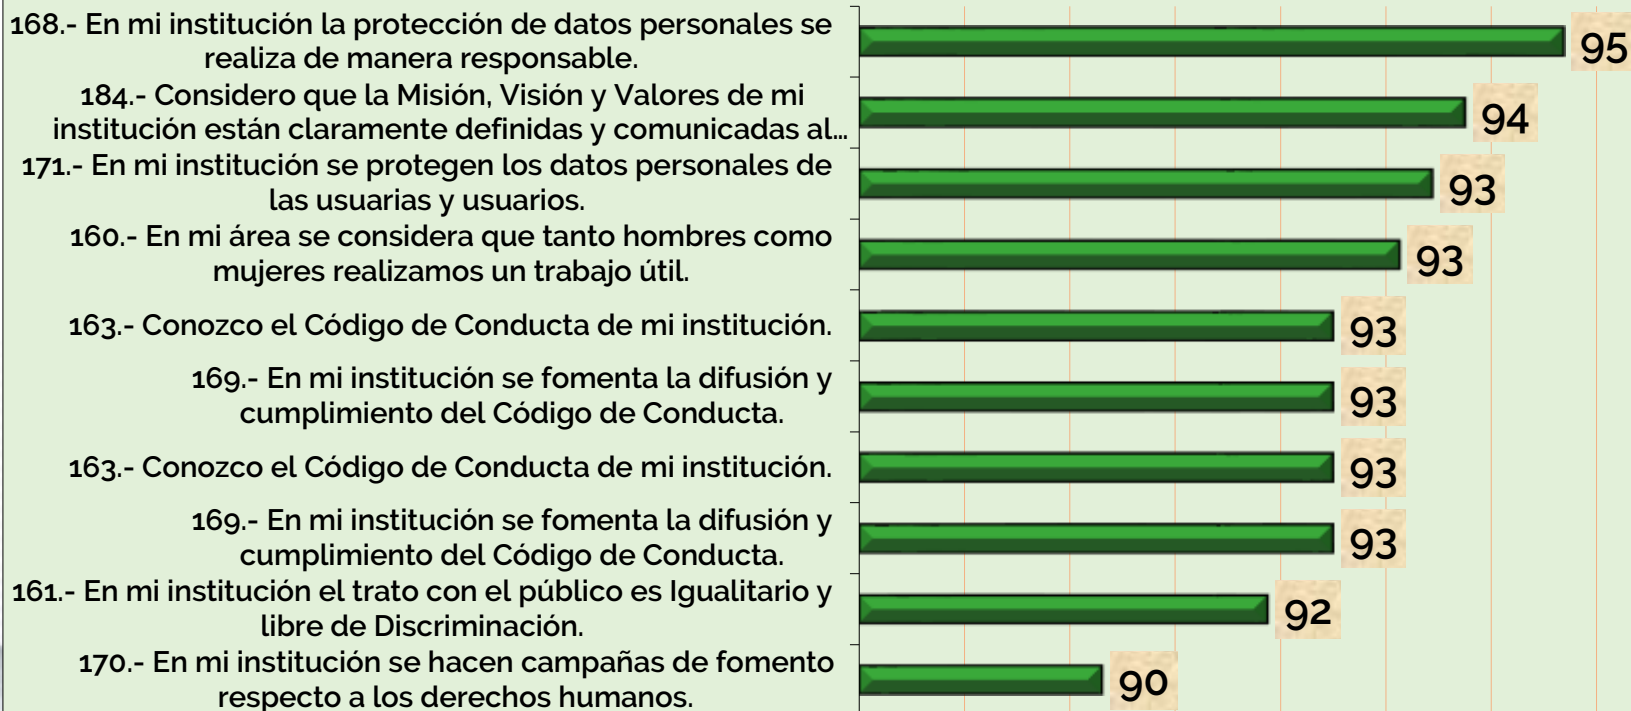 168.- En mi institución la protección de datos personales se
realiza de manera responsable.
95
184.- Considero que la Misión, Visión y Valores de mi
institución están claramente definidas y comunicadas al...
94
171.- En mi institución se protegen los datos personales de
las usuarias y usuarios.
93
160.- En mi área se considera que tanto hombres como
mujeres realizamos un trabajo útil.
93
163.- Conozco el Código de Conducta de mi institución.
93
169.- En mi institución se fomenta la difusión y
cumplimiento del Código de Conducta.
93
163.- Conozco el Código de Conducta de mi institución.
93
169.- En mi institución se fomenta la difusión y
cumplimiento del Código de Conducta.
93
161.- En mi institución el trato con el público es Igualitario y
libre de Discriminación.
92
170.- En mi institución se hacen campañas de fomento
respecto a los derechos humanos.
90